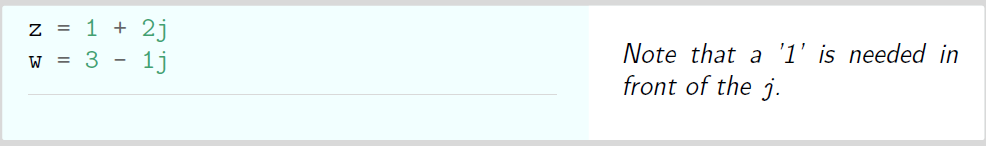 z = 1 + 2j
w = 3 - 1j
Note that a '1' is needed in
front of the j.